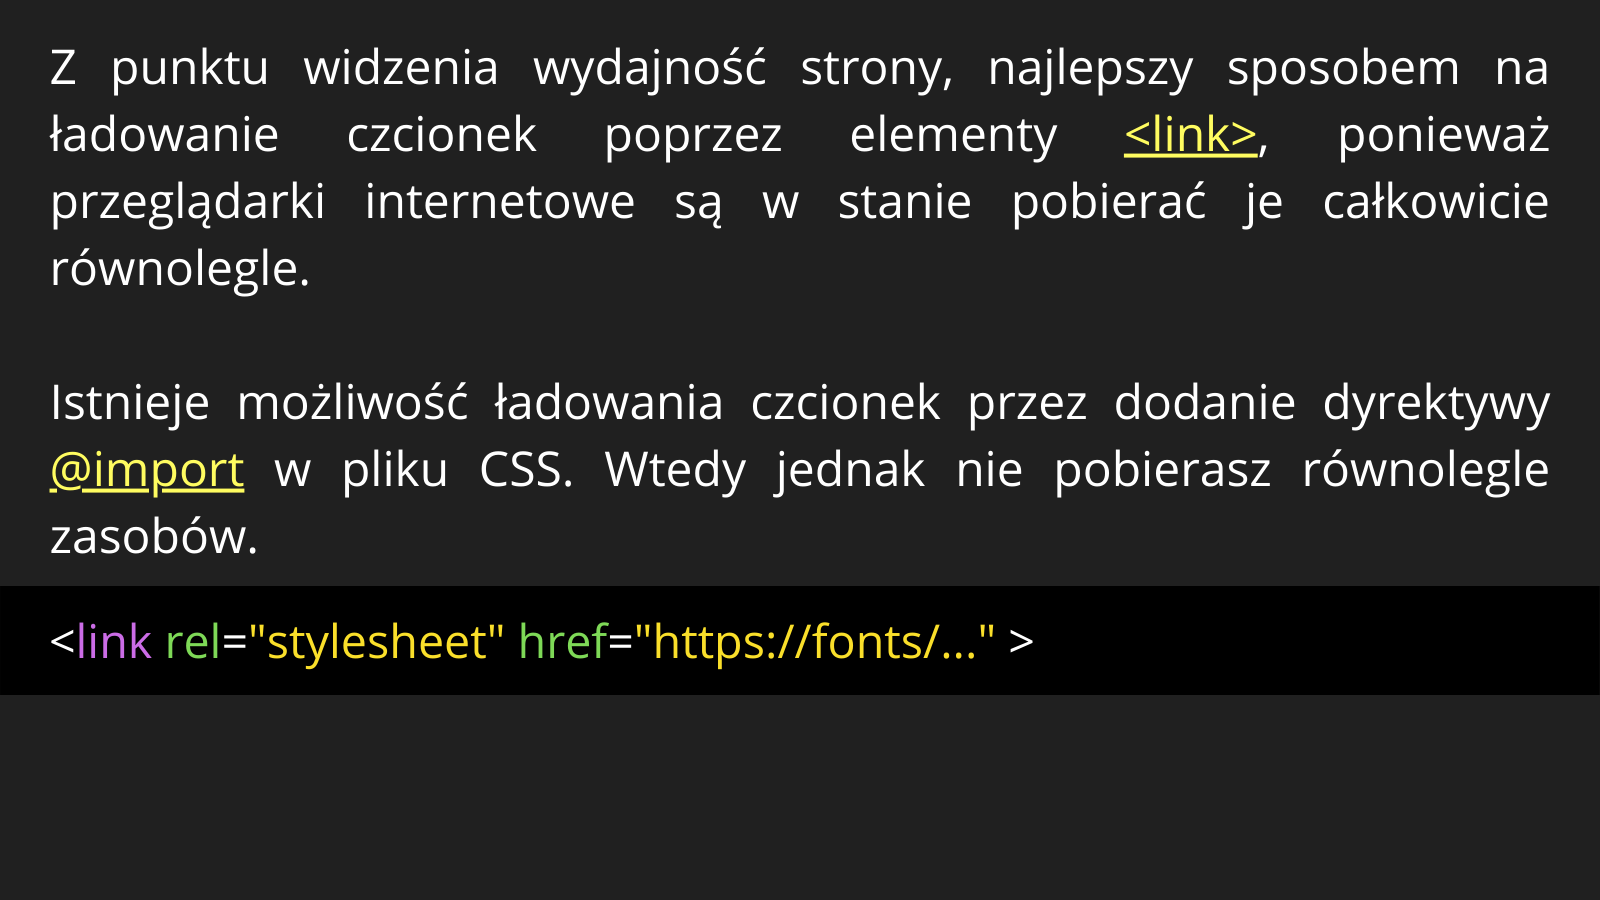 Z punktu widzenia wydajność strony, najlepszy sposobem na
ładowanie czcionek poprzez elementy <link>, ponieważ
przeglądarki internetowe są w stanie pobierać je całkowicie
równolegle.
Istnieje możliwość ładowania czcionek przez dodanie dyrektywy
@import w pliku CSS. Wtedy jednak nie pobierasz równolegle
zasobów.
<link rel="stylesheet" href="https://fonts/..." >